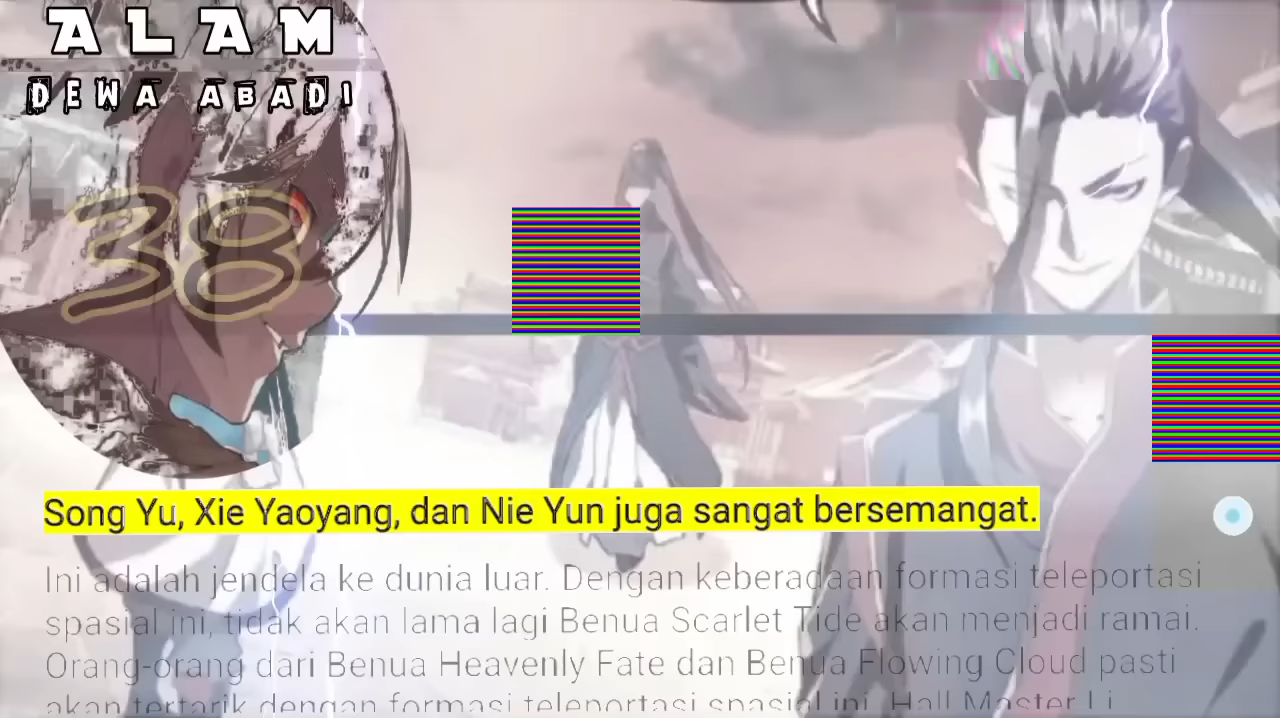 ALAM
DEWA ABADI
38
Song Yu, Xie Yaoyang, dan Nie Yun juga sangat bersemangat.
Ini adalah jendela ke dunia luar. Dengan keberadaan formasi teleportasi
spasial ini, tidak akan lama lagi Benua Scarlet Tide akan menjadi ramai.
Orang-orang dari Benua Heavenly Fate dan Benua Flowing Cloud pasti
akan tertarik dengan formasi teleportasi spasial ini. Hall Master Li